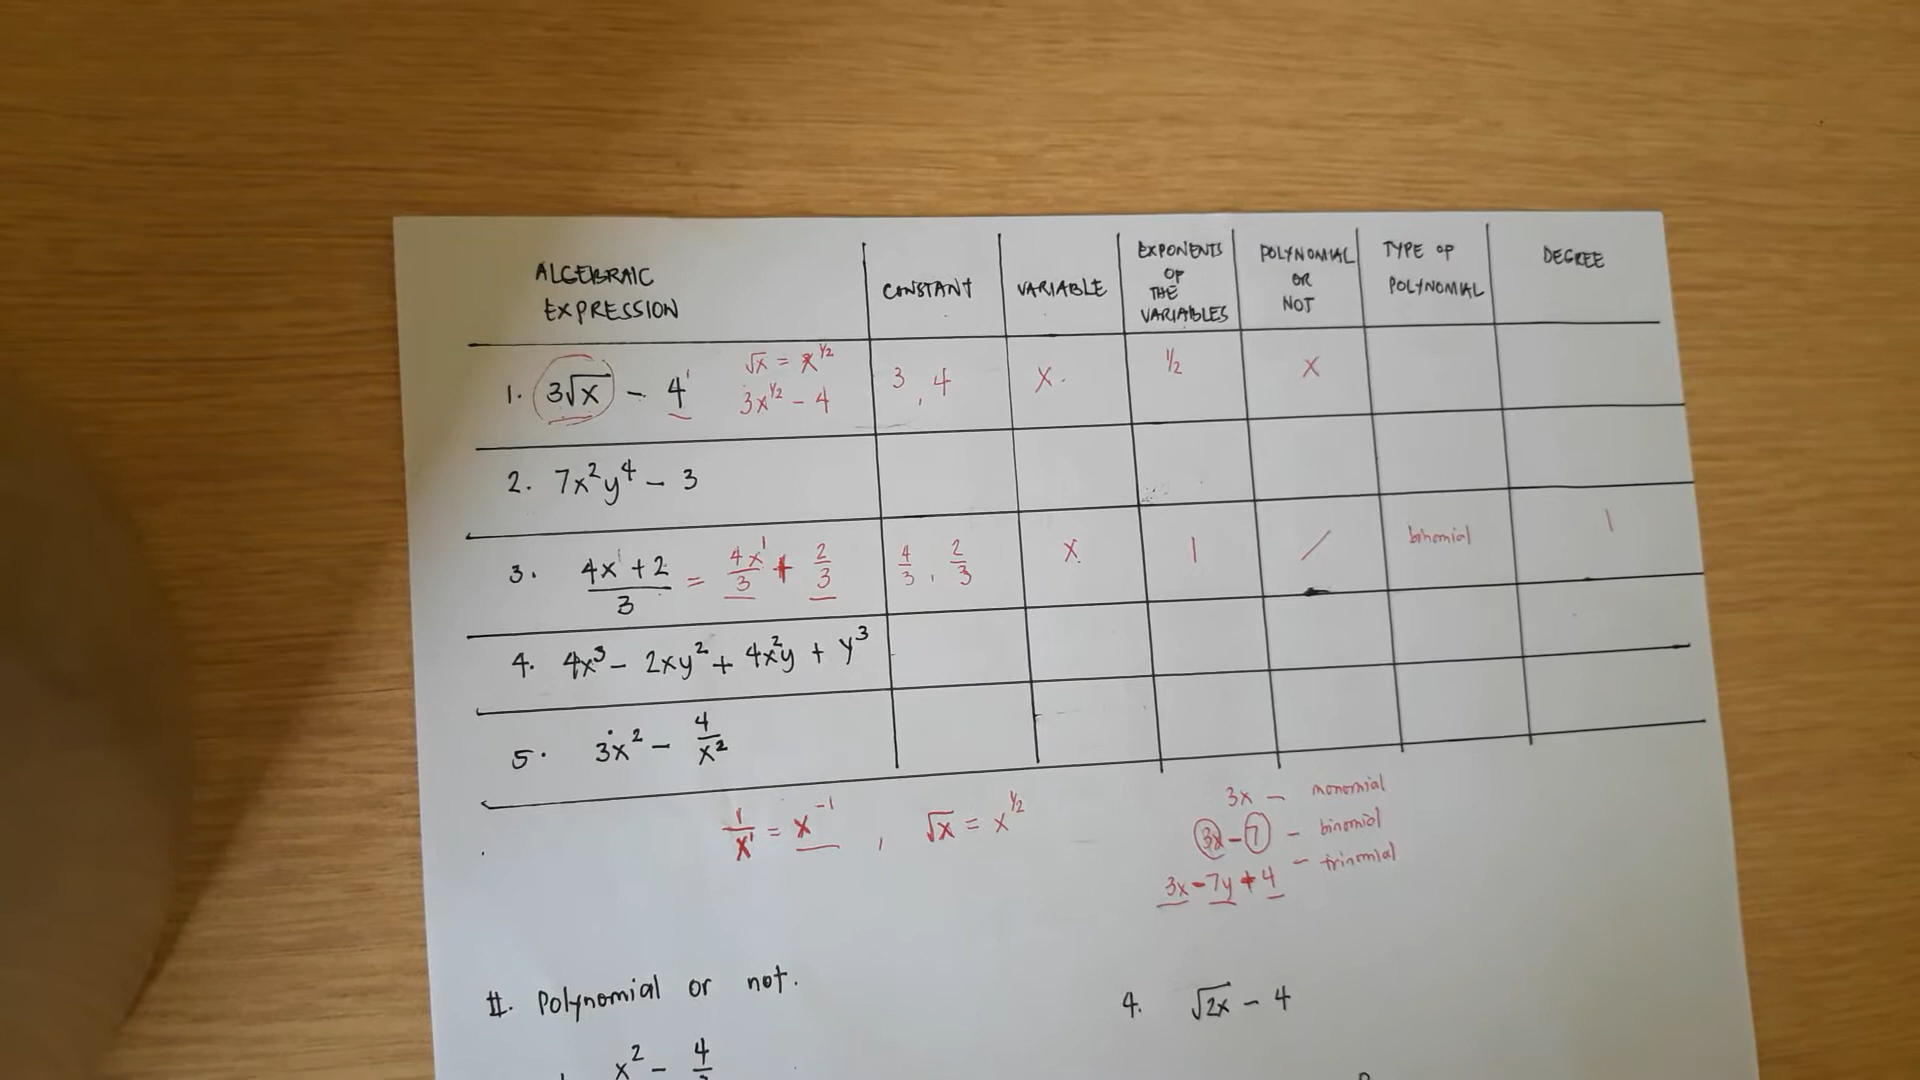 ALGEBRAIC EXPRESSION | CONSTANT | VARIABLE | EXPONENTS OF THE VARIABLES | POLYNOMIAL OR NOT | TYPE OF POLYNOMIAL | DEGREE
√x = x^1/2
1. 3√x - 4' 3x^1/2 - 4 | 3, 4 | x. | 1/2 | X
2. 7x²y⁴ - 3
3. (4x¹ + 2)/3 = 4x¹/3 + 2/3 | 4/3, 2/3 | X | 1 | / | binomial | 1
4. 4x³ - 2xy² + 4x²y + y³
5. 3x² - 4/x²
1/x¹ = x⁻¹ , √x = x^1/2
3x - monomial
3x - 7 - binomial
3x - 7y + 4 - trinomial
II. Polynomial or not.
4. √2x - 4
x² - 4